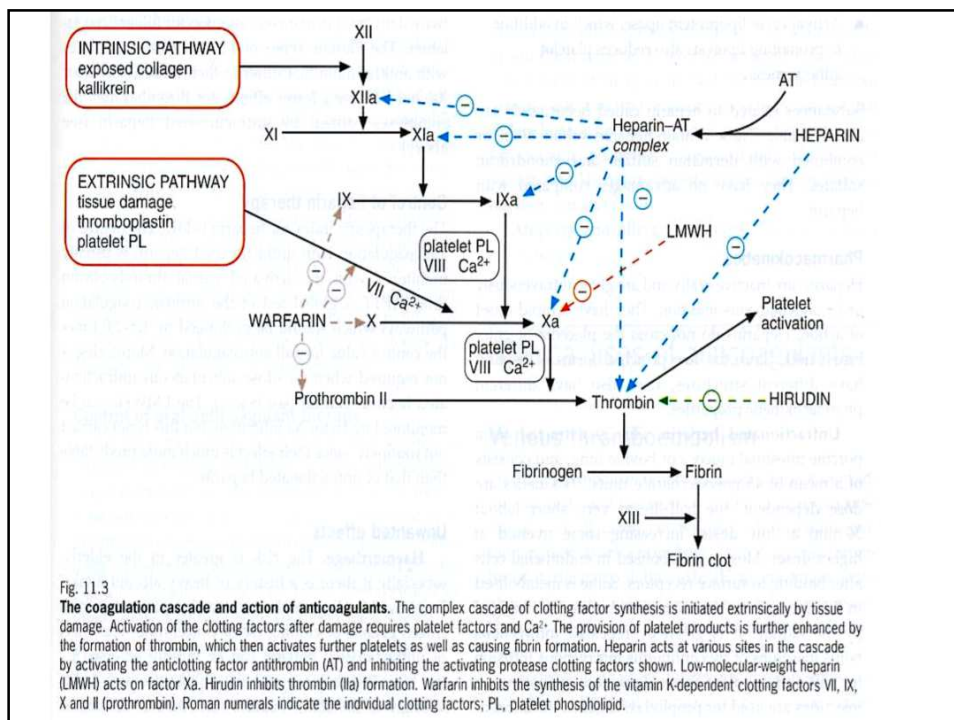 INTRINSIC PATHWAY
exposed collagen
kallikrein
XII
XIIa
XI
XIa
Heparin-AT
complex
AT
HEPARIN
EXTRINSIC PATHWAY
tissue damage
thromboplastin
platelet PL
IX
IXa
LMWH
platelet PL
VIII Ca²⁺
VII Ca²⁺
WARFARIN
X
Xa
Platelet
activation
platelet PL
VIII Ca²⁺
Prothrombin II
Thrombin
HIRUDIN
Fibrinogen
Fibrin
XIII
Fibrin clot
Fig. 11.3
The coagulation cascade and action of anticoagulants. The complex cascade of clotting factor synthesis is initiated extrinsically by tissue
damage. Activation of the clotting factors after damage requires platelet factors and Ca²⁺ The provision of platelet products is further enhanced by
the formation of thrombin, which then activates further platelets as well as causing fibrin formation. Heparin acts at various sites in the cascade
by activating the anticlotting factor antithrombin (AT) and inhibiting the activating protease clotting factors shown. Low-molecular-weight heparin
(LMWH) acts on factor Xa. Hirudin inhibits thrombin (IIa) formation. Warfarin inhibits the synthesis of the vitamin K-dependent clotting factors VII, IX,
X and II (prothrombin). Roman numerals indicate the individual clotting factors; PL, platelet phospholipid.